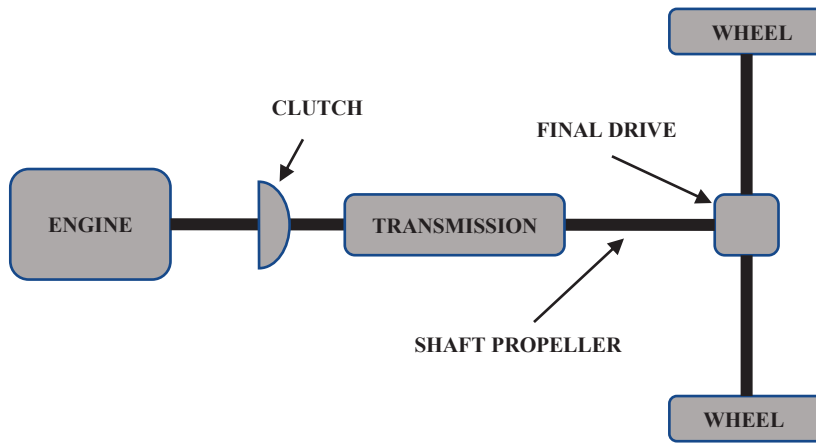 WHEEL
CLUTCH
FINAL DRIVE
ENGINE
TRANSMISSION
SHAFT PROPELLER
WHEEL